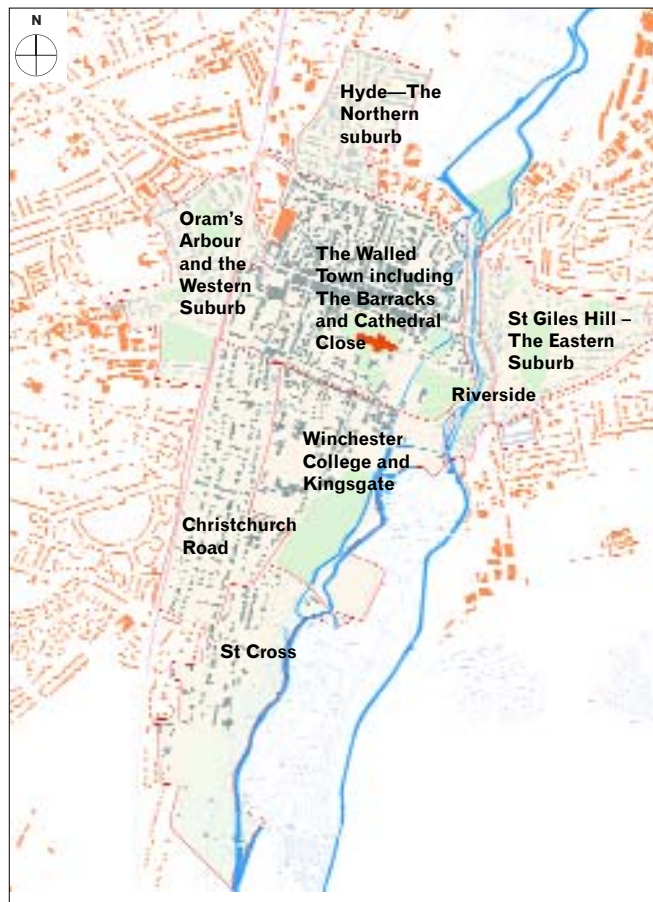 N
Hyde—The
Northern
suburb
Oram's
Arbour
and the
Western
Suburb
The Walled
Town including
The Barracks
and Cathedral
Close
St Giles Hill –
The Eastern
Suburb
Riverside
Winchester
College and
Kingsgate
Christchurch
Road
St Cross